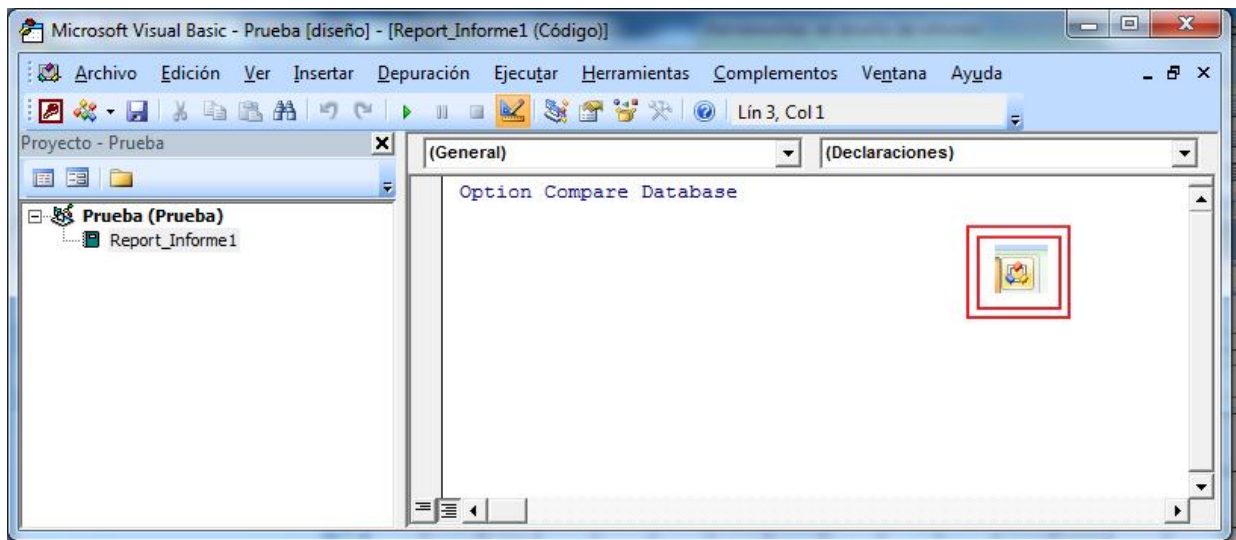 Microsoft Visual Basic - Prueba [diseño] - [Report_Informe1 (Código)]
Archivo Edición Ver Insertar Depuración Ejecutar Herramientas Complementos Ventana Ayuda
Lín 3, Col 1
Proyecto - Prueba
(General) (Declaraciones)
Option Compare Database
Prueba (Prueba)
Report_Informe1